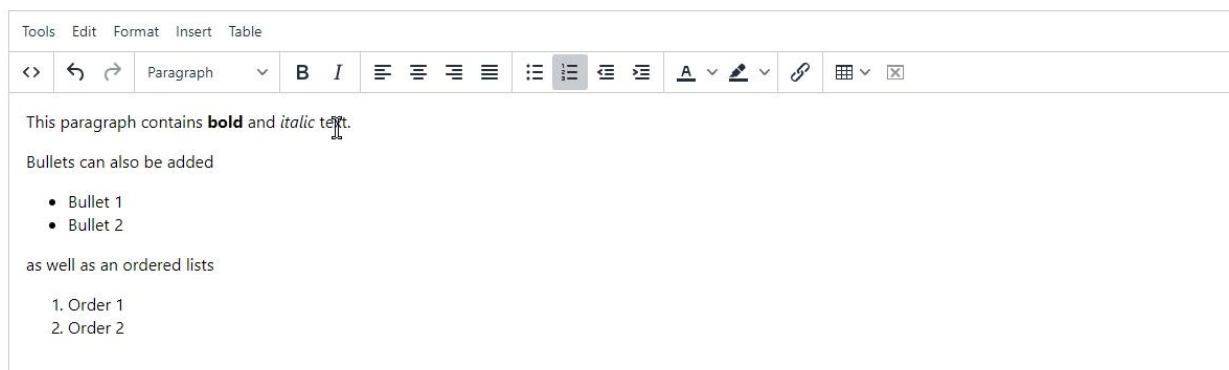 Tools Edit Format Insert Table
Paragraph B I A
This paragraph contains bold and italic text.
Bullets can also be added
• Bullet 1
• Bullet 2
as well as an ordered lists
1. Order 1
2. Order 2